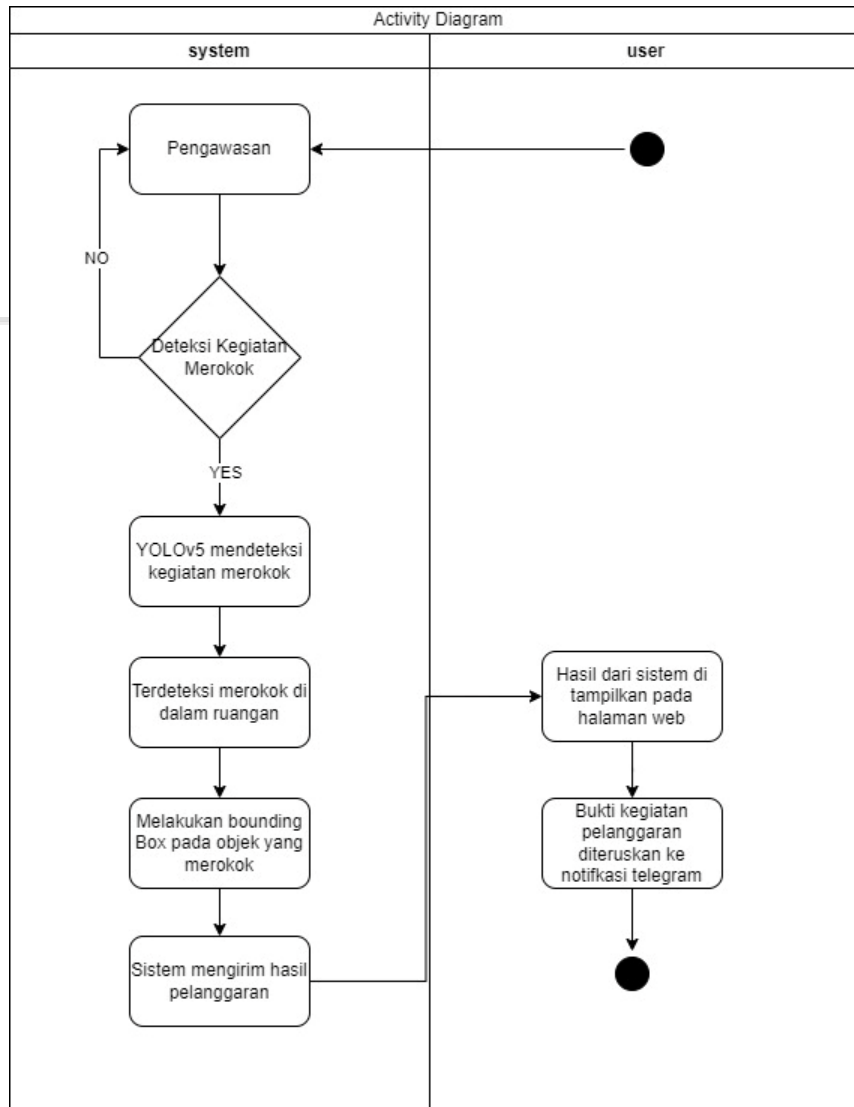 Activity Diagram
system
user
Pengawasan
NO
Deteksi Kegiatan
Merokok
YES
YOLOv5 mendeteksi
kegiatan merokok
Terdeteksi merokok di
dalam ruangan
Melakukan bounding
Box pada objek yang
merokok
Sistem mengirim hasil
pelanggaran
Hasil dari sistem di
tampilkan pada
halaman web
Bukti kegiatan
pelanggaran
diteruskan ke
notifkasi telegram